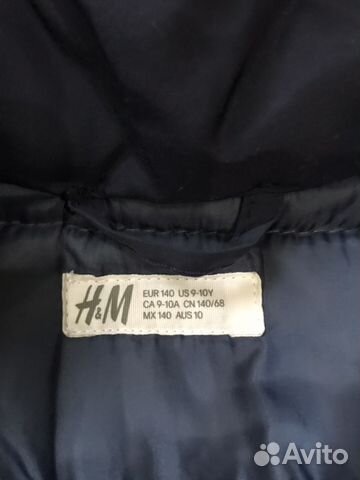 H&M
EUR 140 US 9-10Y
CA 9-10A CN 140/68
MX 140 AUS 10
Avito